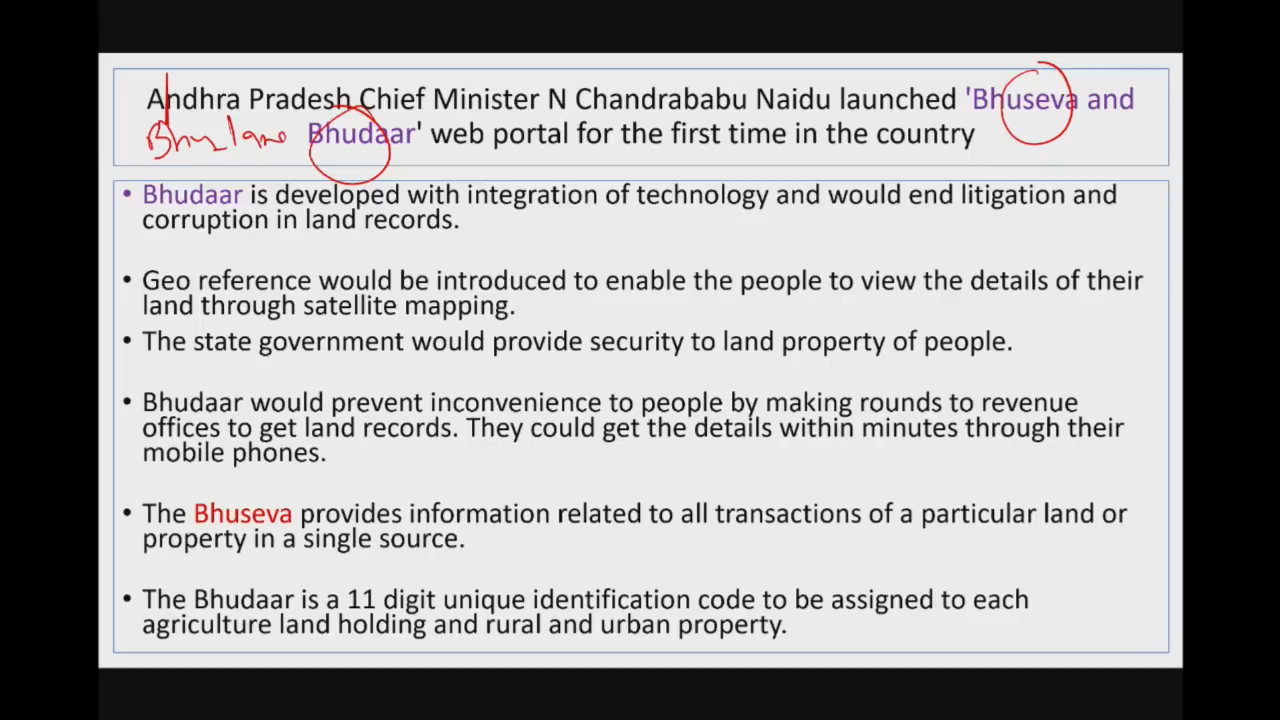 Andhra Pradesh Chief Minister N Chandrababu Naidu launched 'Bhuseva and
Bhudaar' web portal for the first time in the country
Bhu land
• Bhudaar is developed with integration of technology and would end litigation and
corruption in land records.
• Geo reference would be introduced to enable the people to view the details of their
land through satellite mapping.
• The state government would provide security to land property of people.
• Bhudaar would prevent inconvenience to people by making rounds to revenue
offices to get land records. They could get the details within minutes through their
mobile phones.
• The Bhuseva provides information related to all transactions of a particular land or
property in a single source.
• The Bhudaar is a 11 digit unique identification code to be assigned to each
agriculture land holding and rural and urban property.